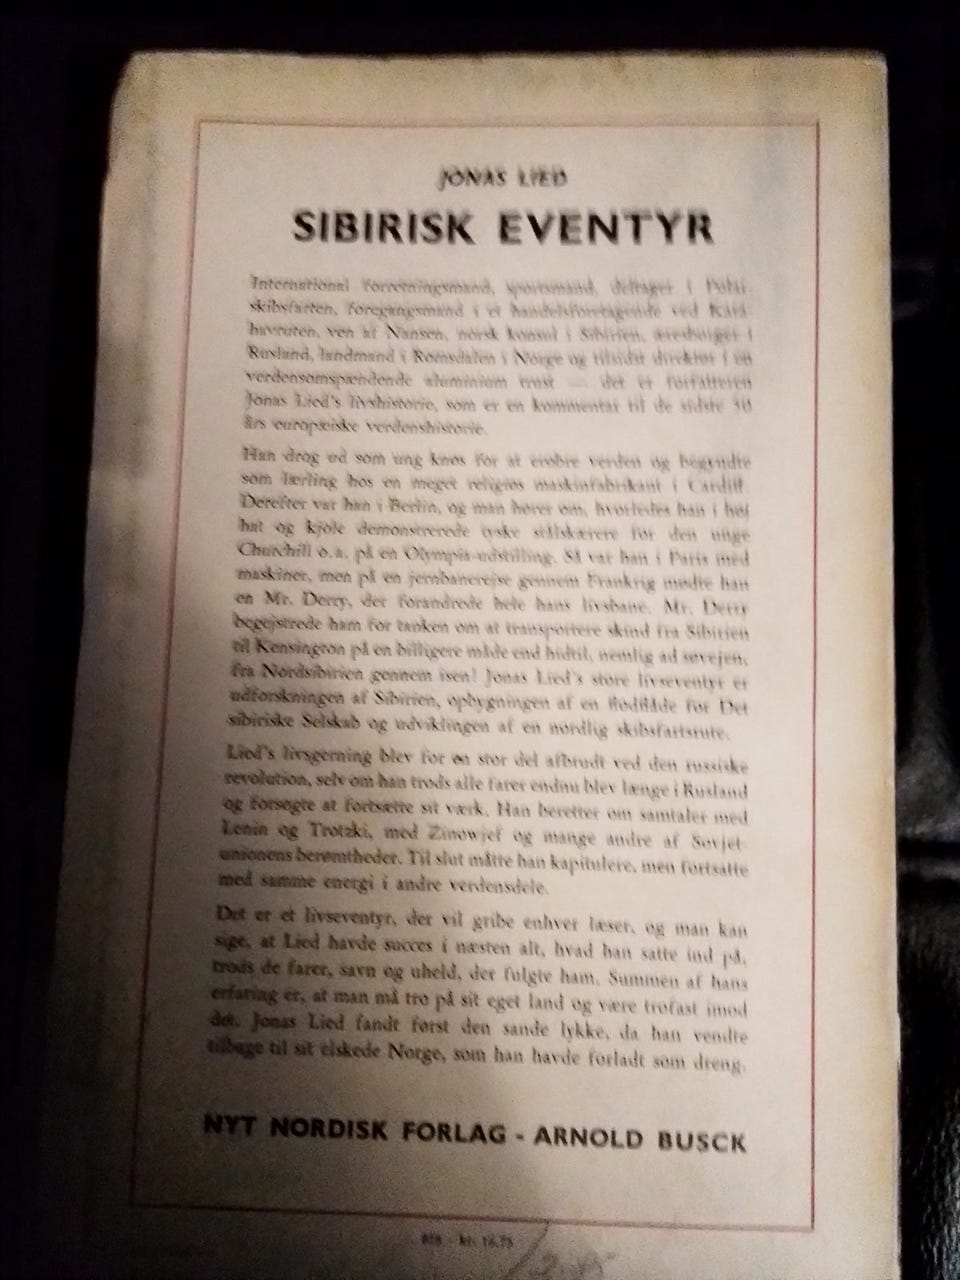 JONAS LIED
SIBIRISK EVENTYR
International forretningsmand, sportsmand, deltager i Polar-
skibsfarten, foregangsmand i et handelsforetagende ved Kara-
havruten, ven af Nansen, norsk konsul i Sibirien, æresborger i
Rusland, landmand i Romsdalen i Norge og tilsidst direktør i en
verdensomspændende aluminium trust — det er forfatteren
Jonas Lied's livshistorie, som er en kommentar til de sidste 50
års europæiske verdenshistorie.
Han drog ud som ung knøs for at erobre verden og begyndte
som lærling hos en meget religiøs maskinfabrikant i Cardiff.
Derefter var han i Berlin, og man hører om, hvorledes han i høj
hat og kjole demonstrerede tyske stålskærere for den unge
Churchill o.a. på en Olympia-udstilling. Så var han i Paris med
maskiner, men på en jernbanerejse gennem Frankrig mødte han
en Mr. Derry, der forandrede hele hans livsbane. Mr. Derry
begejstrede ham for tanken om at transportere skind fra Sibirien
til Kensington på en billigere måde end hidtil, nemlig ad søvejen,
fra Nordsibirien gennem isen! Jonas Lied's store livseventyr er
udforskningen af Sibirien, opbygningen af en flodflåde for Det
sibiriske Selskab og udviklingen af en nordlig skibsfartsrute.
Lied's livsgerning blev for en stor del afbrudt ved den russiske
revolution, selv om han trods alle farer endnu blev længe i Rusland
og forsøgte at fortsætte sit værk. Han beretter om samtaler med
Lenin og Trotzki, med Zinowjef og mange andre af Sovjet-
unionens berømtheder. Til slut måtte han kapitulere, men fortsatte
med samme energi i andre verdensdele.
Det er et livseventyr, der vil gribe enhver læser, og man kan
sige, at Lied havde succes i næsten alt, hvad han satte ind på,
trods de farer, savn og uheld, der fulgte ham. Summen af hans
erfaring er, at man må tro på sit eget land og være trofast imod
det. Jonas Lied fandt først den sande lykke, da han vendte
tilbage til sit elskede Norge, som han havde forladt som dreng.
NYT NORDISK FORLAG - ARNOLD BUSCK
kr. 16.75